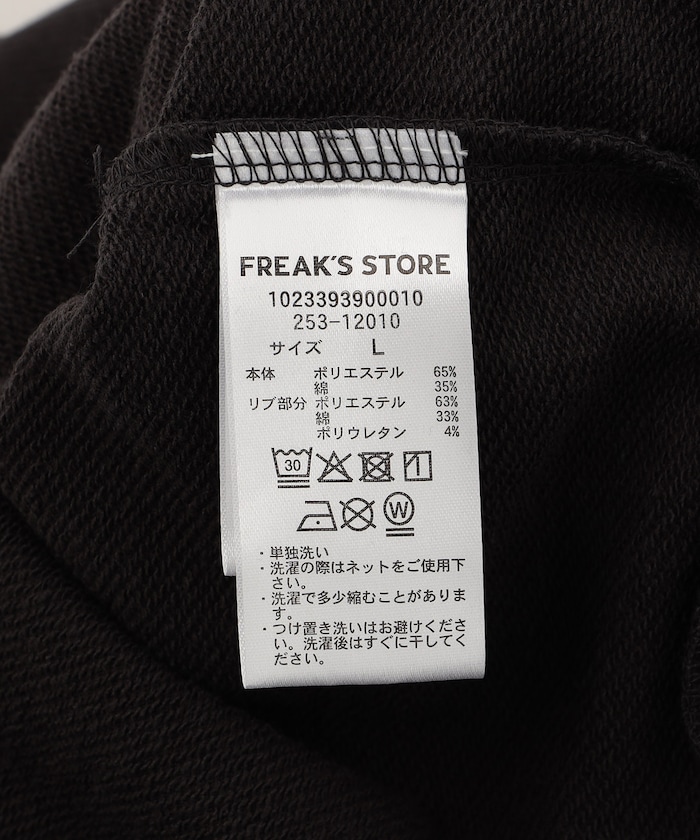 FREAK'S STORE
1023393900010
253-12010
サイズ L
本体 ポリエステル 65%
綿 35%
リブ部分 ポリエステル 63%
綿 33%
ポリウレタン 4%
30
W
・単独洗い
・洗濯の際はネットをご使用下
さい。
・洗濯で多少縮むことがありま
す。
・つけ置き洗いはお避けくださ
い。洗濯後はすぐに干してく
ださい。